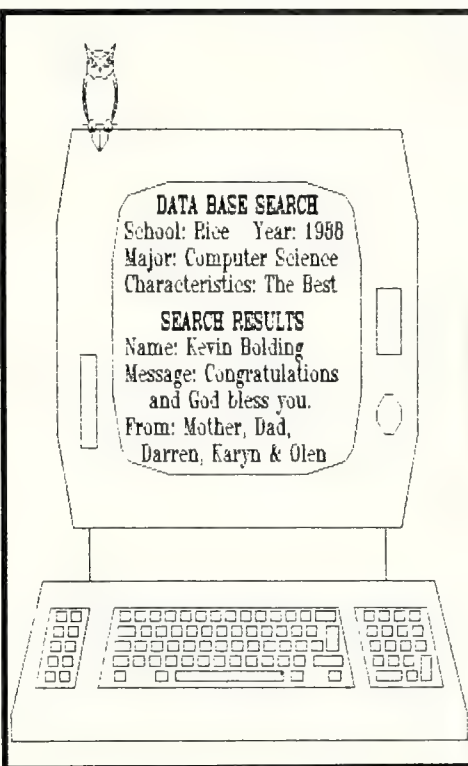 DATA BASE SEARCH
School: Rice Year: 1988
Major: Computer Science
Characteristics: The Best
SEARCH RESULTS
Name: Kevin Bolding
Message: Congratulations
and God bless you.
From: Mother, Dad,
Darren, Karyn & Olen